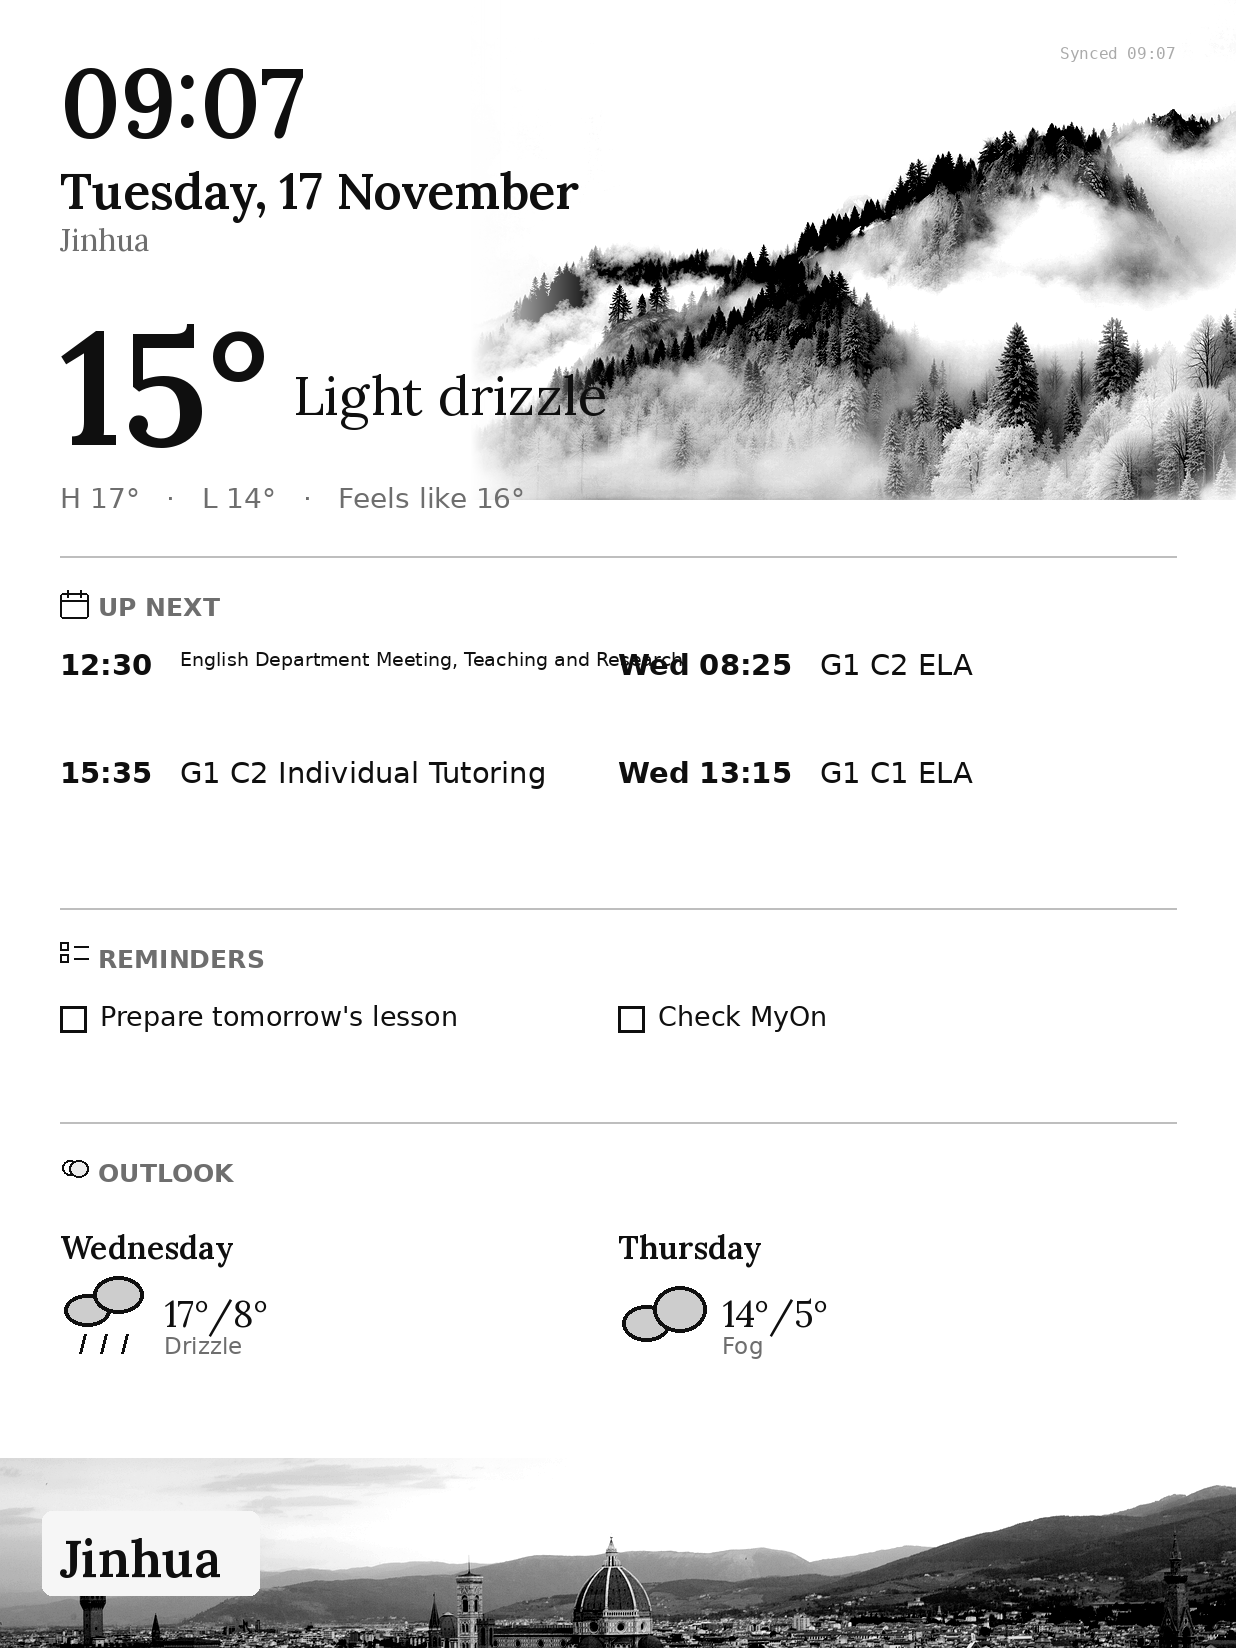 Synced 09:07
09:07
Tuesday, 17 November
Jinhua
15° Light drizzle
H 17° · L 14° · Feels like 16°
UP NEXT
12:30 English Department Meeting, Teaching and Research
Wed 08:25 G1 C2 ELA
15:35 G1 C2 Individual Tutoring
Wed 13:15 G1 C1 ELA
REMINDERS
Prepare tomorrow's lesson
Check MyOn
OUTLOOK
Wednesday
17°/8°
Drizzle
Thursday
14°/5°
Fog
Jinhua